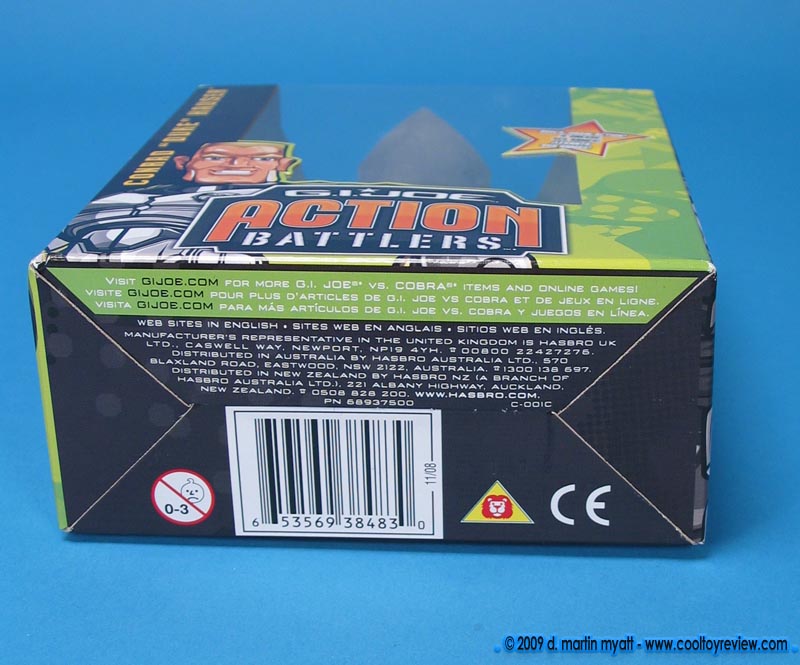 CONRAD "DUKE" HAUSER
G.I. JOE
ACTION
BATTLERS
VISIT GIJOE.COM FOR MORE G.I. JOE® VS. COBRA® ITEMS AND ONLINE GAMES!
VISITE GIJOE.COM POUR PLUS D'ARTICLES DE G.I. JOE VS COBRA ET DE JEUX EN LIGNE.
VISITA GIJOE.COM PARA MÁS ARTÍCULOS DE G.I. JOE VS. COBRA Y JUEGOS EN LÍNEA.
WEB SITES IN ENGLISH • SITES WEB EN ANGLAIS • SITIOS WEB EN INGLÉS.
MANUFACTURER'S REPRESENTATIVE IN THE UNITED KINGDOM IS HASBRO UK
LTD., CASWELL WAY, NEWPORT, NP19 4YH. ☎ 00800 22427276.
DISTRIBUTED IN AUSTRALIA BY HASBRO AUSTRALIA LTD., 570
BLAXLAND ROAD, EASTWOOD, NSW 2122, AUSTRALIA. ☎ 1300 138 697.
DISTRIBUTED IN NEW ZEALAND BY HASBRO NZ (A BRANCH OF
HASBRO AUSTRALIA LTD.), 221 ALBANY HIGHWAY, AUCKLAND,
NEW ZEALAND. ☎ 0508 828 200. WWW.HASBRO.COM.
PN 68937500 C-001C
11/08
0-3
6 53569 38483 0
CE
© 2009 d. martin myatt - www.cooltoyreview.com